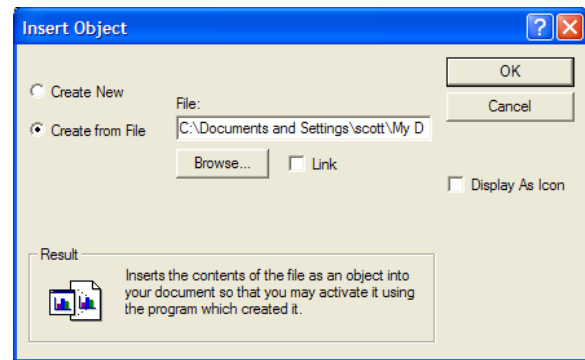 Insert Object
Create New
Create from File
File:
C:\Documents and Settings\scott\My D
Browse...
Link
OK
Cancel
Display As Icon
Result
Inserts the contents of the file as an object into
your document so that you may activate it using
the program which created it.